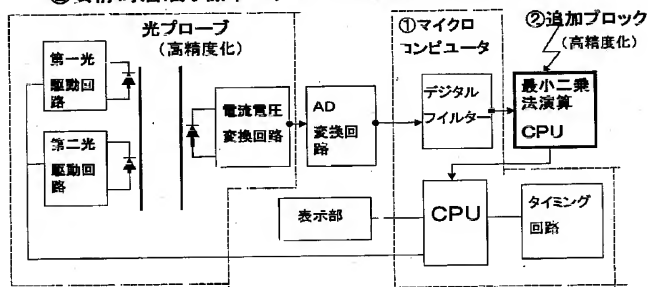 光プローブ
(高精度化)
①マイクロ
コンピュータ
②追加ブロック
(高精度化)
第一光
駆動回
路
第二光
駆動回
路
電流電圧
変換回路
AD
変換回
路
デジタル
フィルター
最小二乗
法演算
CPU
表示部
CPU
タイミング
回路